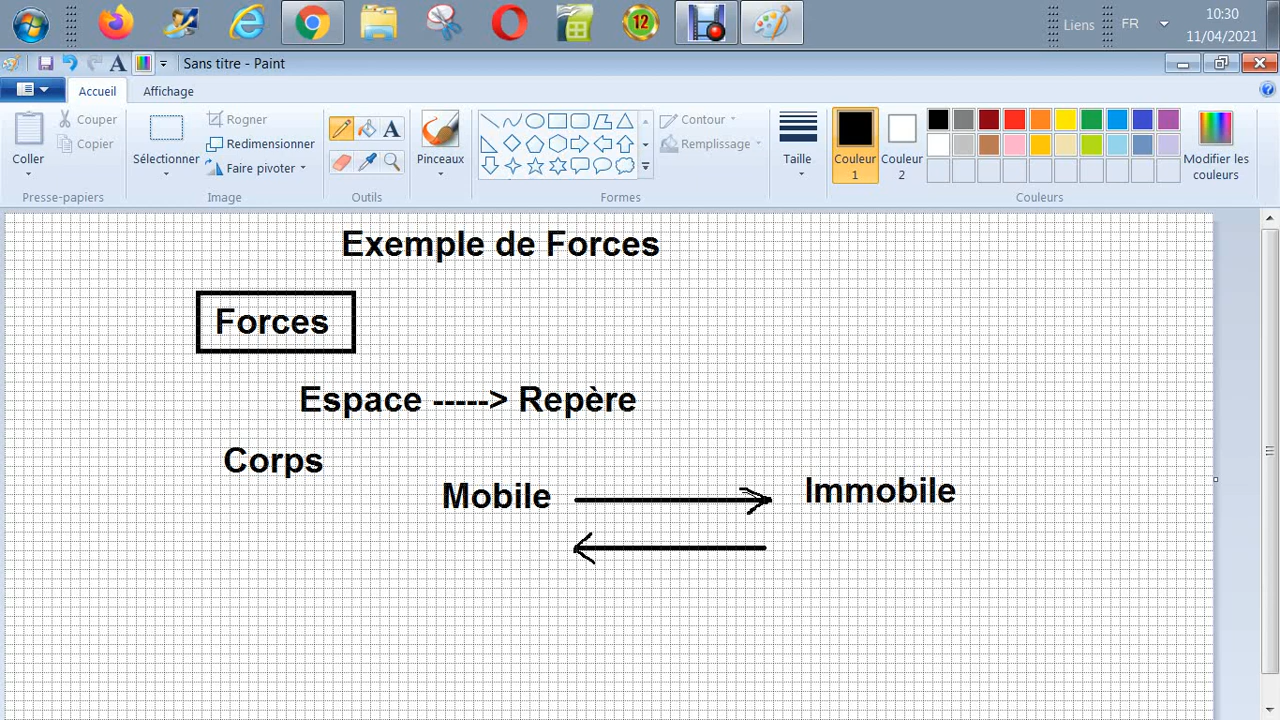 12
Liens
FR
10:30
11/04/2021
Sans titre - Paint
Accueil
Affichage
Coller
Couper
Copier
Presse-papiers
Sélectionner
Rogner
Redimensionner
Faire pivoter
Image
A
Outils
Pinceaux
Contour
Remplissage
Formes
Taille
Couleur 1
Couleur 2
Modifier les couleurs
Couleurs
Exemple de Forces
Forces
Espace -----> Repère
Corps
Mobile
Immobile